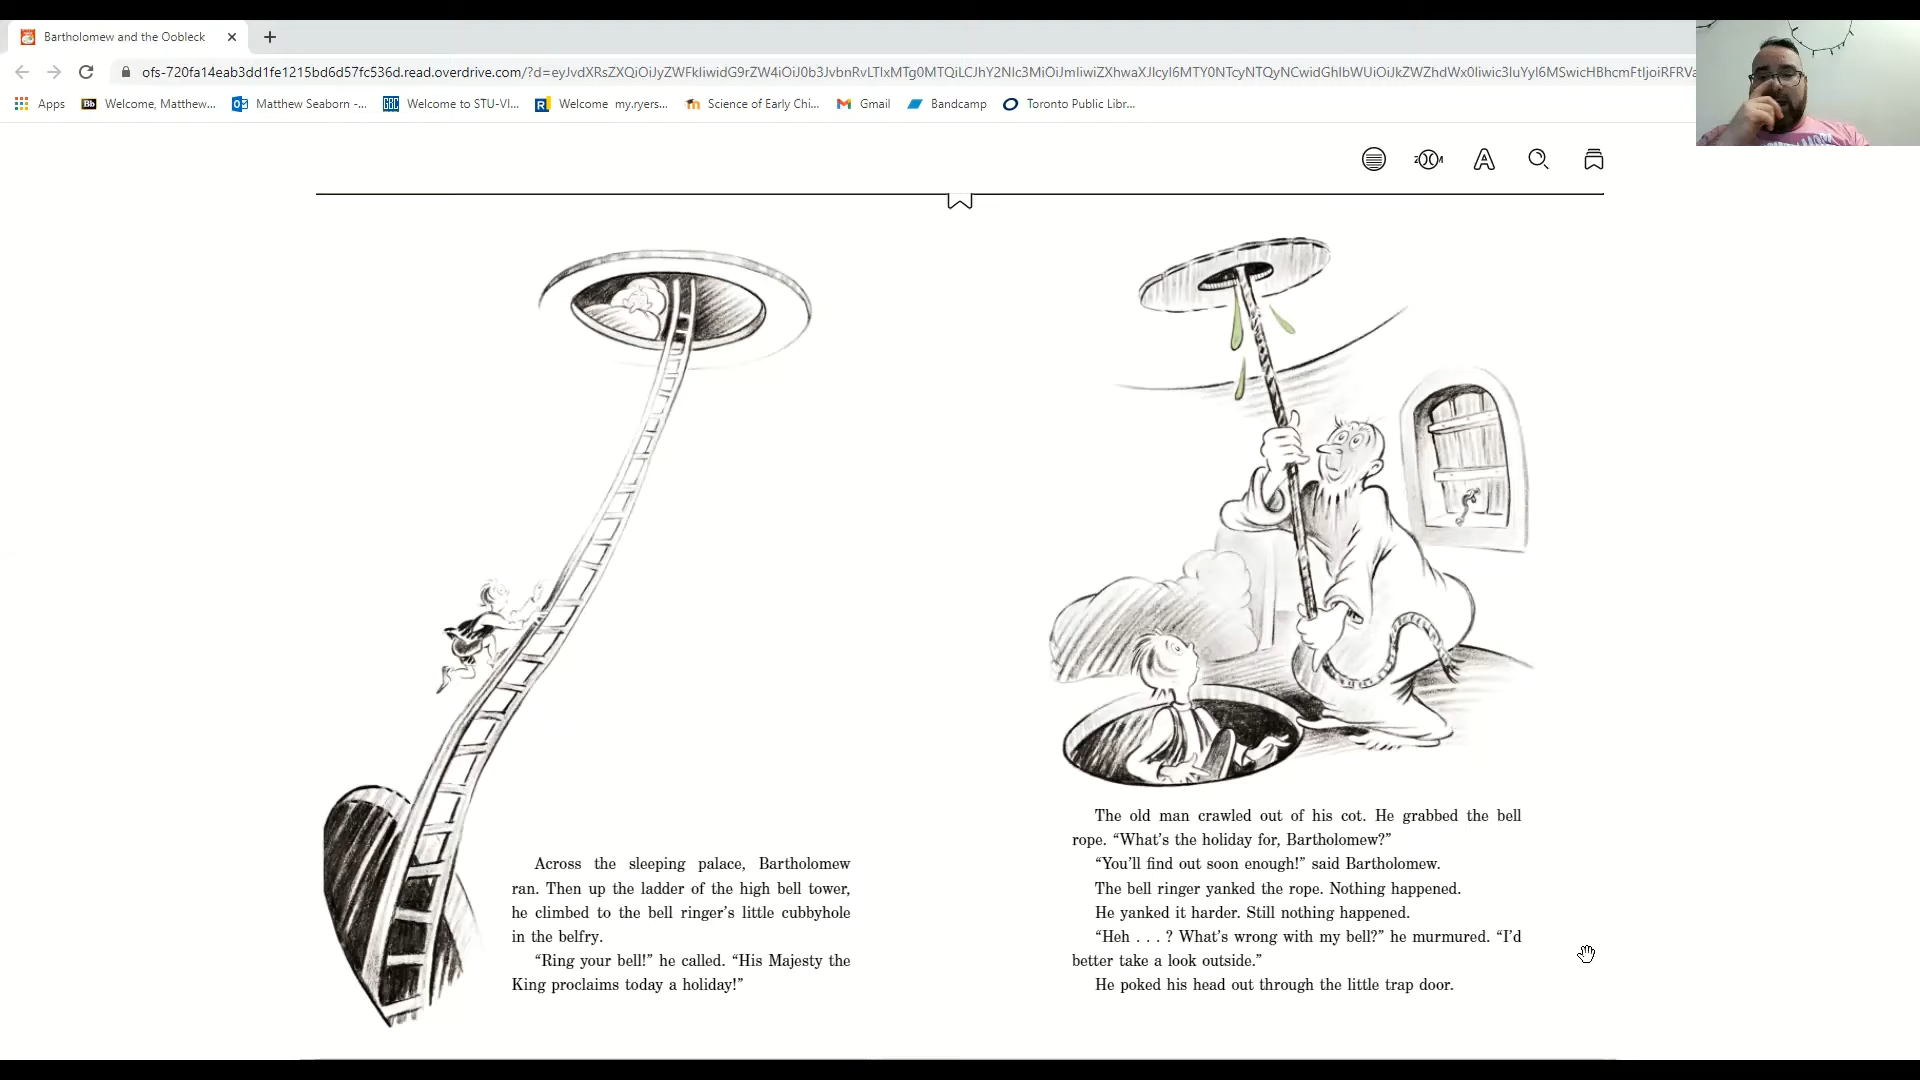 Bartholomew and the Oobleck
Apps
Welcome, Matthew...
Matthew Seaborn -...
Welcome to STU-VI...
Welcome my.ryers...
Science of Early Chi...
Gmail
Bandcamp
Toronto Public Libr...
Across the sleeping palace, Bartholomew
ran. Then up the ladder of the high bell tower,
he climbed to the bell ringer’s little cubbyhole
in the belfry.
“Ring your bell!” he called. “His Majesty the
King proclaims today a holiday!”
The old man crawled out of his cot. He grabbed the bell
rope. “What’s the holiday for, Bartholomew?”
“You’ll find out soon enough!” said Bartholomew.
The bell ringer yanked the rope. Nothing happened.
He yanked it harder. Still nothing happened.
“Heh . . . ? What’s wrong with my bell?” he murmured. “I’d
better take a look outside.”
He poked his head out through the little trap door.